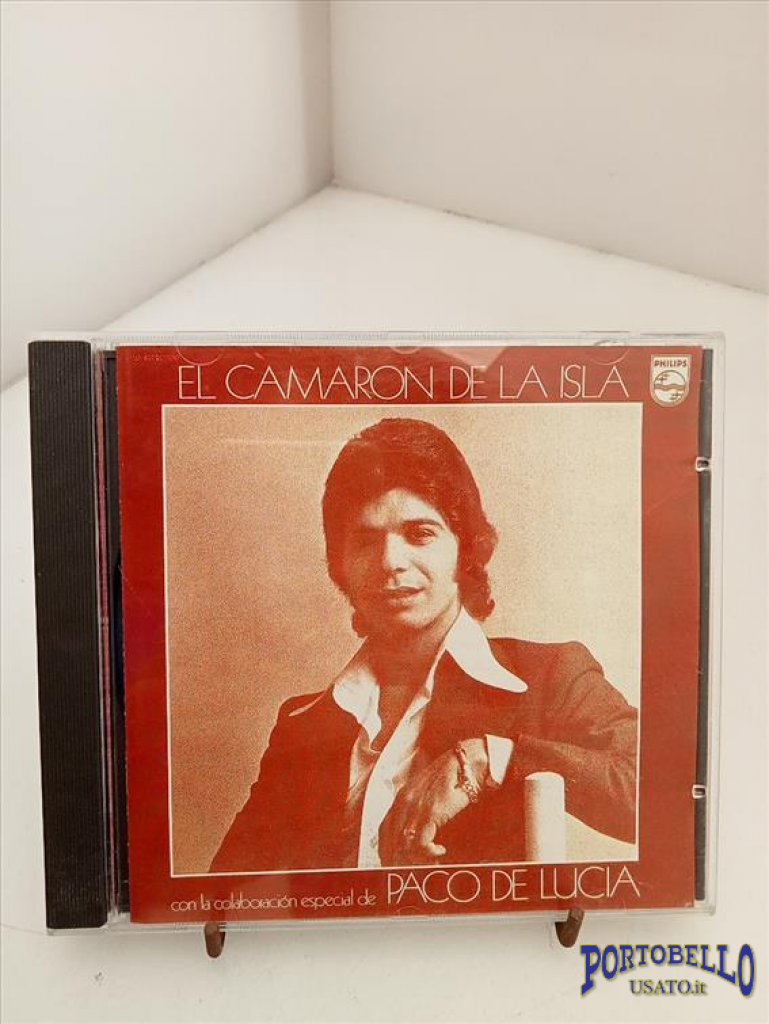 EL CAMARON DE LA ISLA
PHILIPS
con la colaboración especial de PACO DE LUCIA
PORTOBELLO
USATO.it